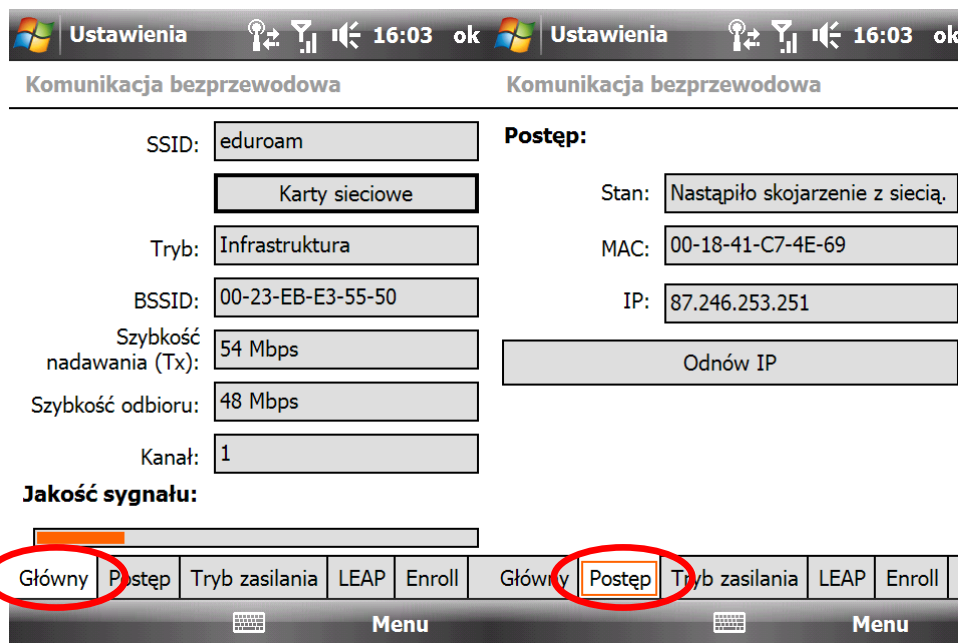 Ustawienia 16:03 ok
Komunikacja bezprzewodowa
SSID: eduroam
Karty sieciowe
Tryb: Infrastruktura
BSSID: 00-23-EB-E3-55-50
Szybkość
nadawania (Tx): 54 Mbps
Szybkość odbioru: 48 Mbps
Kanał: 1
Jakość sygnału:
Główny Postęp Tryb zasilania LEAP Enroll
Menu
Ustawienia 16:03 ok
Komunikacja bezprzewodowa
Postęp:
Stan: Nastąpiło skojarzenie z siecią.
MAC: 00-18-41-C7-4E-69
IP: 87.246.253.251
Odnów IP
Główny Postęp Tryb zasilania LEAP Enroll
Menu